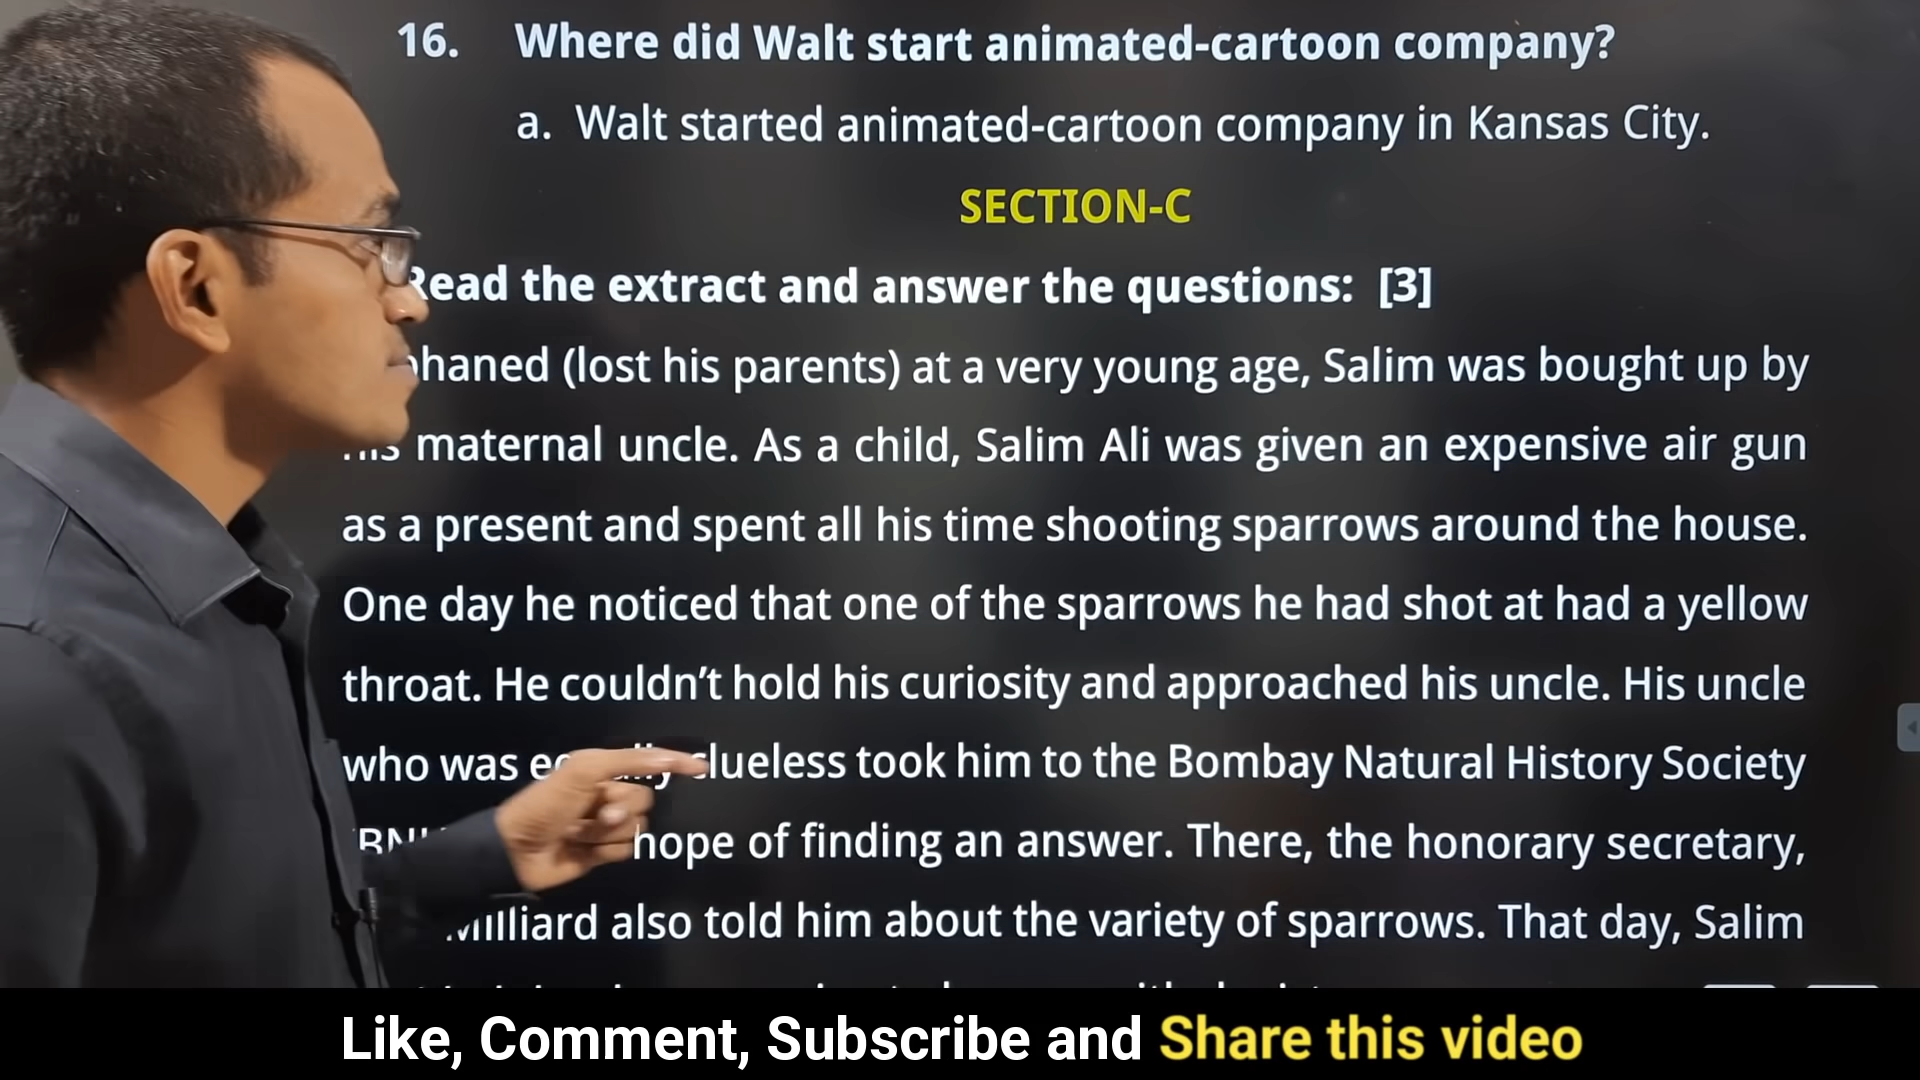 16. Where did Walt start animated-cartoon company?
a. Walt started animated-cartoon company in Kansas City.
SECTION-C
Read the extract and answer the questions: [3]
(lost his parents) at a very young age, Salim was bought up by
maternal uncle. As a child, Salim Ali was given an expensive air gun
as a present and spent all his time shooting sparrows around the house.
One day he noticed that one of the sparrows he had shot at had a yellow
throat. He couldn't hold his curiosity and approached his uncle. His uncle
who was clueless took him to the Bombay Natural History Society
hope of finding an answer. There, the honorary secretary,
Milliard also told him about the variety of sparrows. That day, Salim
Like, Comment, Subscribe and Share this video